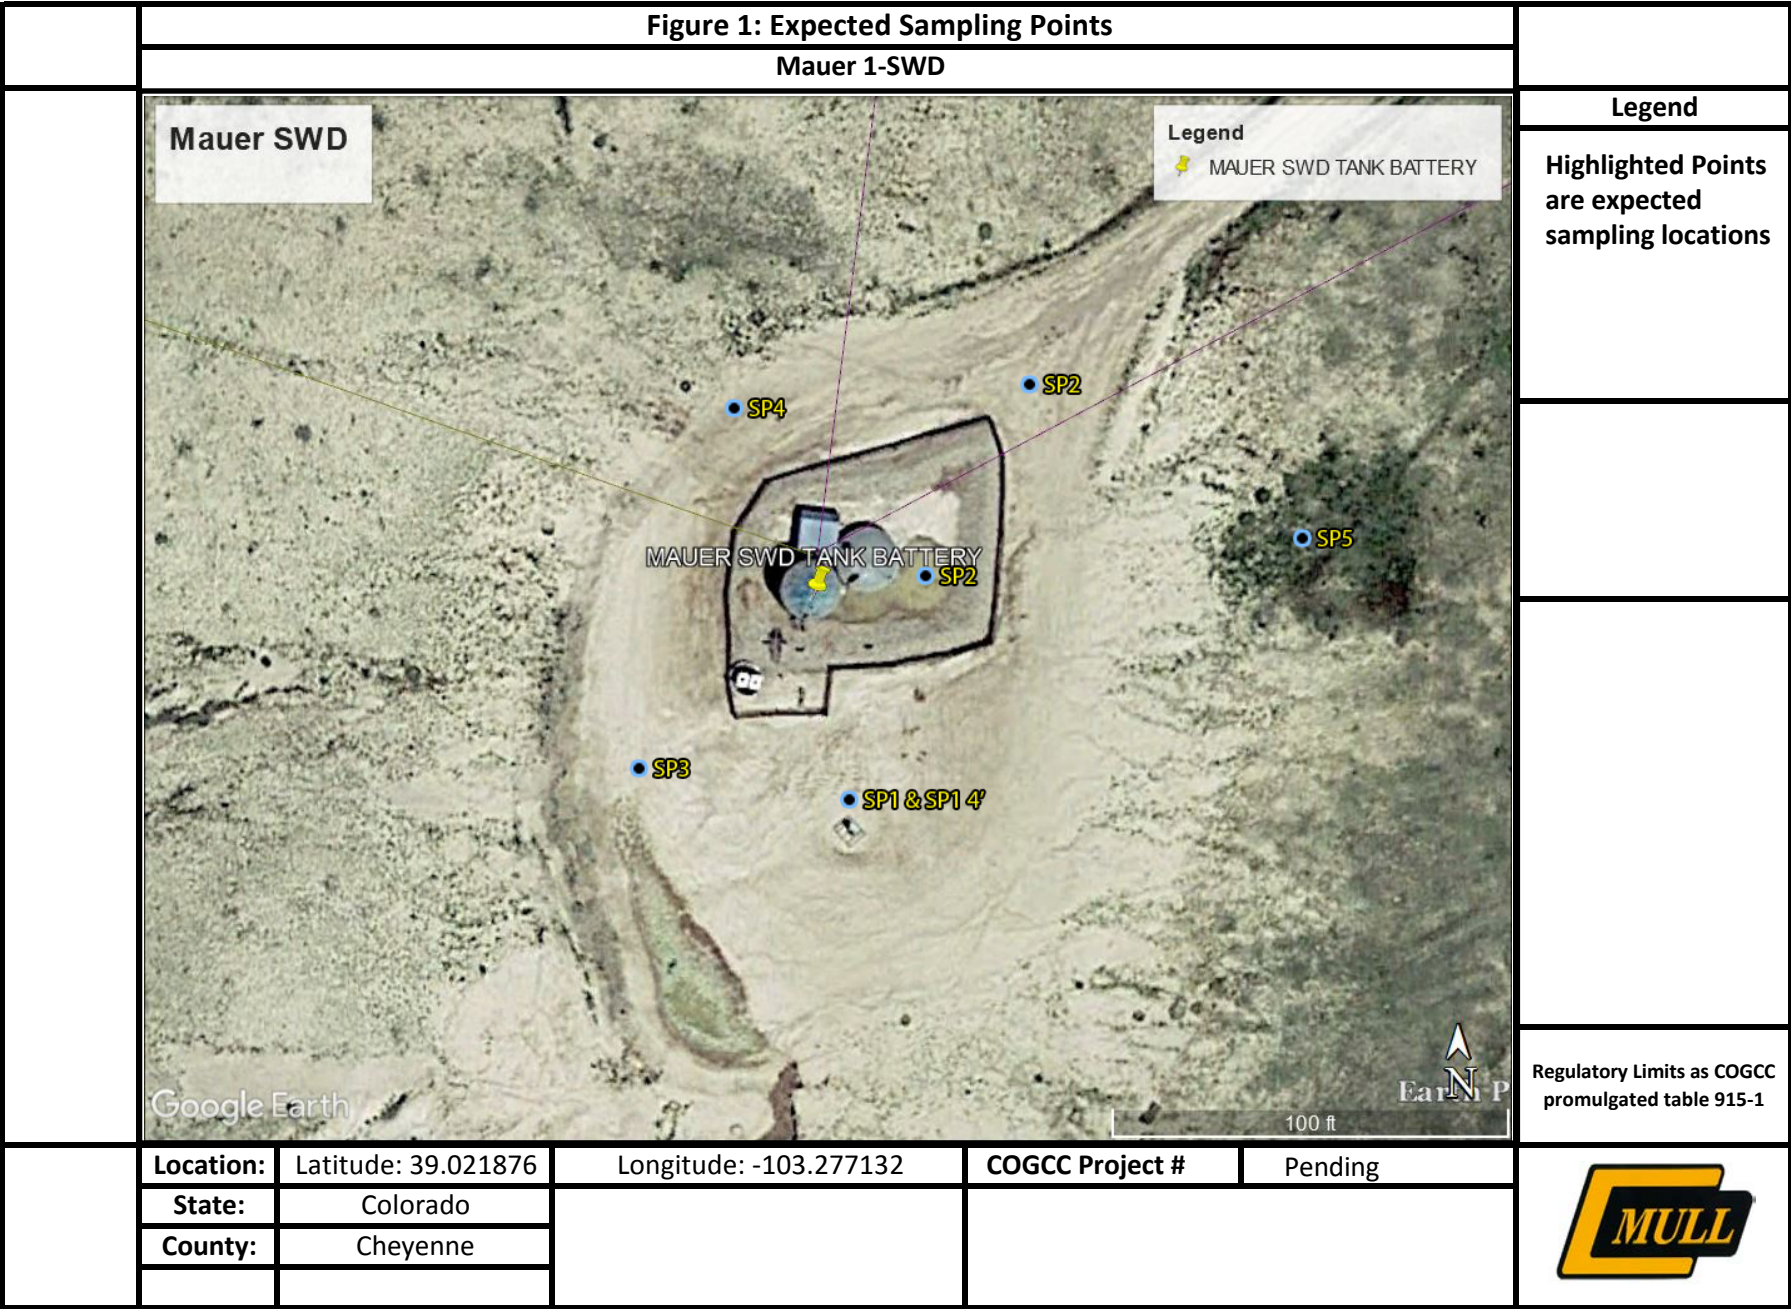 Figure 1: Expected Sampling Points
Mauer 1-SWD
Legend
Highlighted Points
are expected
sampling locations
Mauer SWD
Legend
MAUER SWD TANK BATTERY
SP4
SP2
SP5
MAUER SWD TANK BATTERY
SP2
SP3
SP1 & SP1 4'
Google Earth
N
100 ft
Regulatory Limits as COGCC
promulgated table 915-1
Location: Latitude: 39.021876 Longitude: -103.277132 COGCC Project # Pending
State: Colorado
County: Cheyenne
MULL